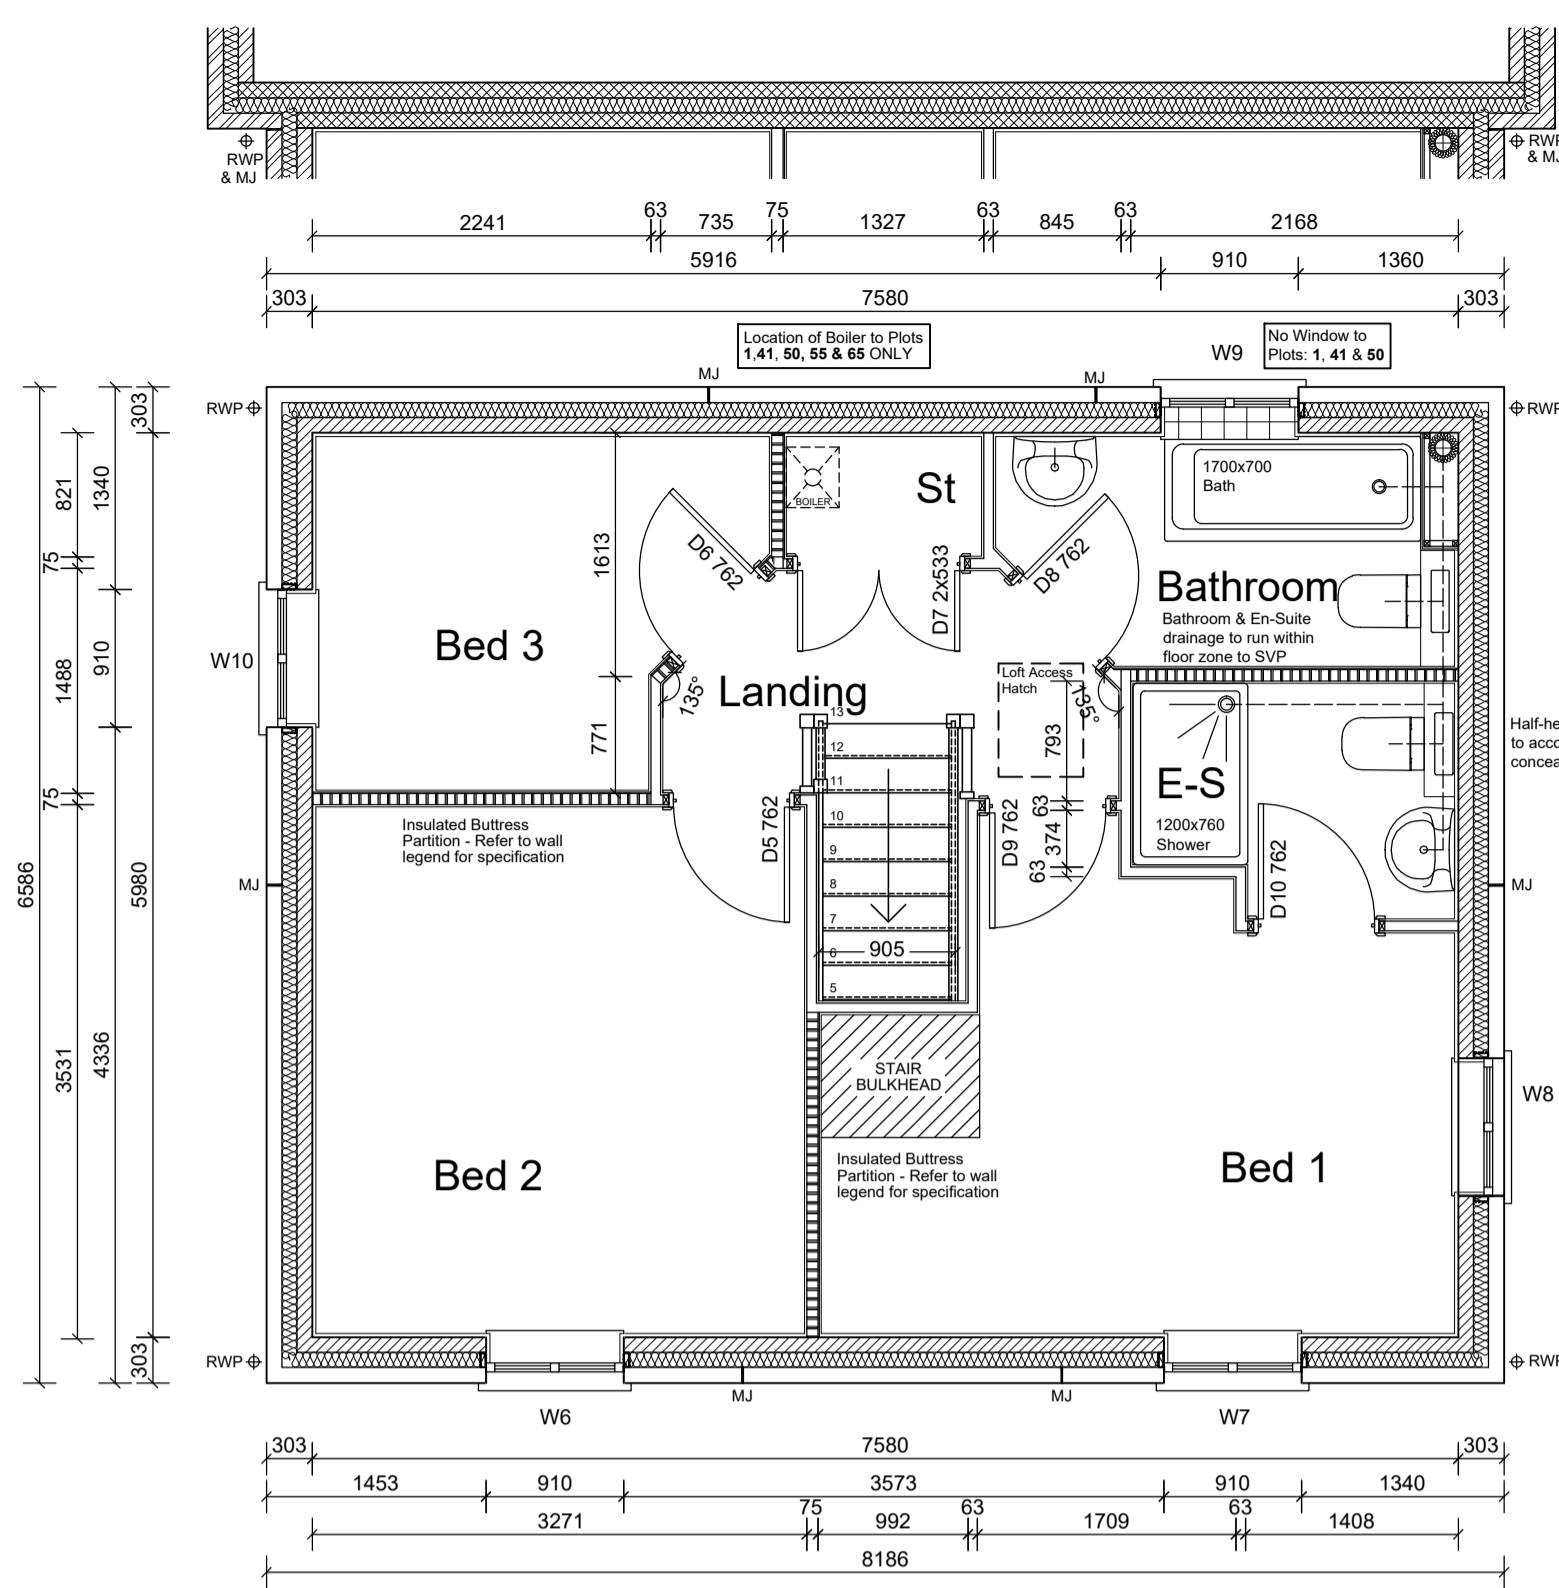 RWP
& MJ
RWP
& MJ
63 75 63 63
2241 735 1327 845 2168
5916 910 1360
303 7580 303
Location of Boiler to Plots
1,41, 50, 55 & 65 ONLY
No Window to
Plots: 1, 41 & 50
W9
MJ
MJ
RWP
RWP
303
821
1340
75
1488
910
75
6586
5980
3531
4336
303
1613
771
BOILER
St
D6 762
D7 2x533
D8 762
1700x700
Bath
Bathroom
Bathroom & En-Suite
drainage to run within
floor zone to SVP
W10
Bed 3
Landing
135°
Loft Access
Hatch
135°
793
63
374
63
13
12
11
10
9
8
7
6
5
905
D5 762
D9 762
E-S
1200x760
Shower
D10 762
Half-he
to acco
concea
Insulated Buttress
Partition - Refer to wall
legend for specification
MJ
MJ
STAIR
BULKHEAD
W8
Bed 2
Insulated Buttress
Partition - Refer to wall
legend for specification
Bed 1
RWP
RWP
MJ
MJ
W6
W7
303 7580 303
1453 910 3573 910 1340
75 63 63
3271 992 1709 1408
8186